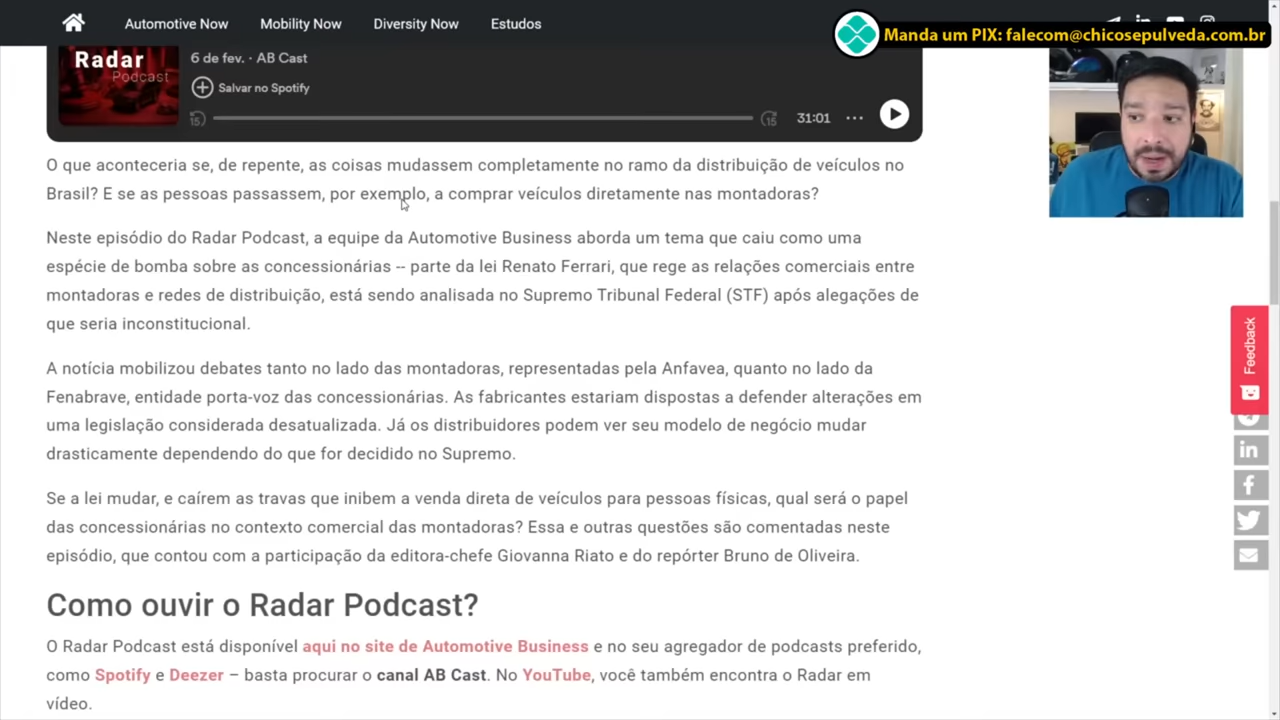 Automotive Now Mobility Now Diversity Now Estudos
Manda um PIX: falecom@chicosepulveda.com.br
Radar
Podcast
6 de fev. · AB Cast
Salvar no Spotify
15 15 31:01
O que aconteceria se, de repente, as coisas mudassem completamente no ramo da distribuição de veículos no
Brasil? E se as pessoas passassem, por exemplo, a comprar veículos diretamente nas montadoras?
Neste episódio do Radar Podcast, a equipe da Automotive Business aborda um tema que caiu como uma
espécie de bomba sobre as concessionárias -- parte da lei Renato Ferrari, que rege as relações comerciais entre
montadoras e redes de distribuição, está sendo analisada no Supremo Tribunal Federal (STF) após alegações de
que seria inconstitucional.
A notícia mobilizou debates tanto no lado das montadoras, representadas pela Anfavea, quanto no lado da
Fenabrave, entidade porta-voz das concessionárias. As fabricantes estariam dispostas a defender alterações em
uma legislação considerada desatualizada. Já os distribuidores podem ver seu modelo de negócio mudar
drasticamente dependendo do que for decidido no Supremo.
Se a lei mudar, e caírem as travas que inibem a venda direta de veículos para pessoas físicas, qual será o papel
das concessionárias no contexto comercial das montadoras? Essa e outras questões são comentadas neste
episódio, que contou com a participação da editora-chefe Giovanna Riato e do repórter Bruno de Oliveira.
Como ouvir o Radar Podcast?
O Radar Podcast está disponível aqui no site de Automotive Business e no seu agregador de podcasts preferido,
como Spotify e Deezer – basta procurar o canal AB Cast. No YouTube, você também encontra o Radar em
vídeo.
Feedback